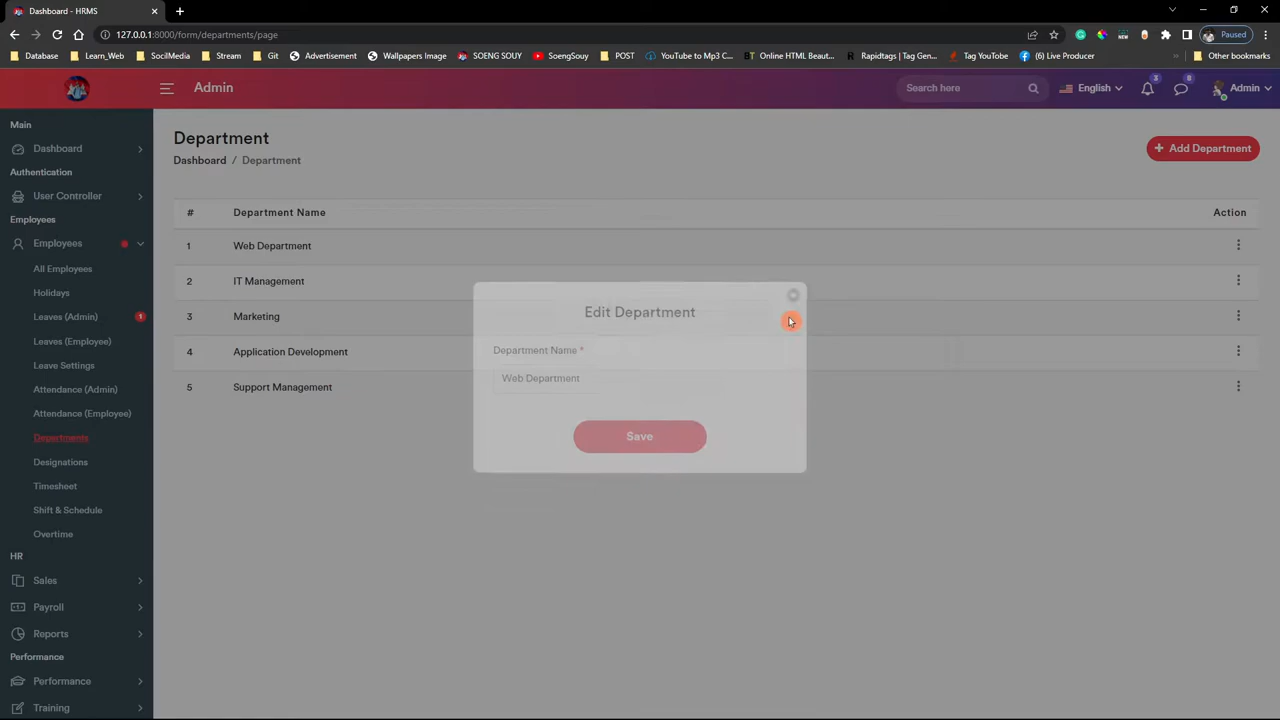 Dashboard - HRMS
127.0.0.1:8000/form/departments/page
Paused
Database
Learn_Web
SocilMedia
Stream
Git
Advertisement
Wallpapers Image
SOENG SOUY
SoengSouy
POST
YouTube to Mp3 C...
Online HTML Beaut...
Rapidtags | Tag Gen...
Tag YouTube
(8) Live Producer
Other bookmarks
Admin
Search here
English
3
8
Admin
Main
Dashboard
Authentication
User Controller
Employees
Employees
All Employees
Holidays
Leaves (Admin)
1
Leaves (Employee)
Leave Settings
Attendance (Admin)
Attendance (Employee)
Departments
Designations
Timesheet
Shift & Schedule
Overtime
HR
Sales
Payroll
Reports
Performance
Performance
Training
Department
Dashboard / Department
+ Add Department
# Department Name Action
1 Web Department
2 IT Management
3 Marketing
4 Application Development
5 Support Management
Edit Department
Department Name *
Web Department
Save